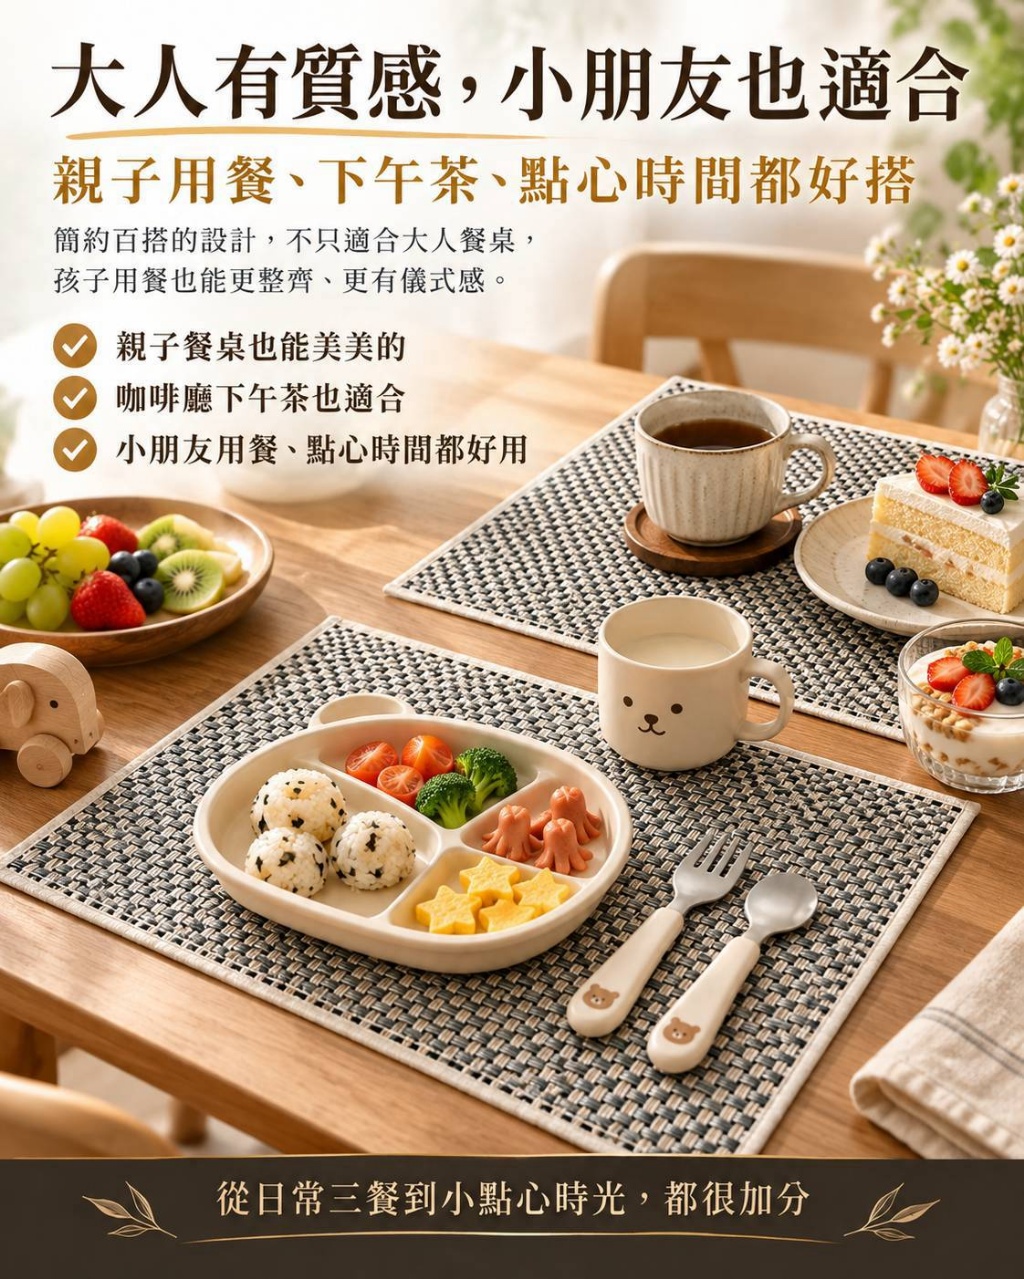 大人有質感，小朋友也適合
親子用餐、下午茶、點心時間都好搭
簡約百搭的設計，不只適合大人餐桌，
孩子用餐也能更整齊、更有儀式感。
親子餐桌也能美美的
咖啡廳下午茶也適合
小朋友用餐、點心時間都好用
從日常三餐到小點心時光，都很加分